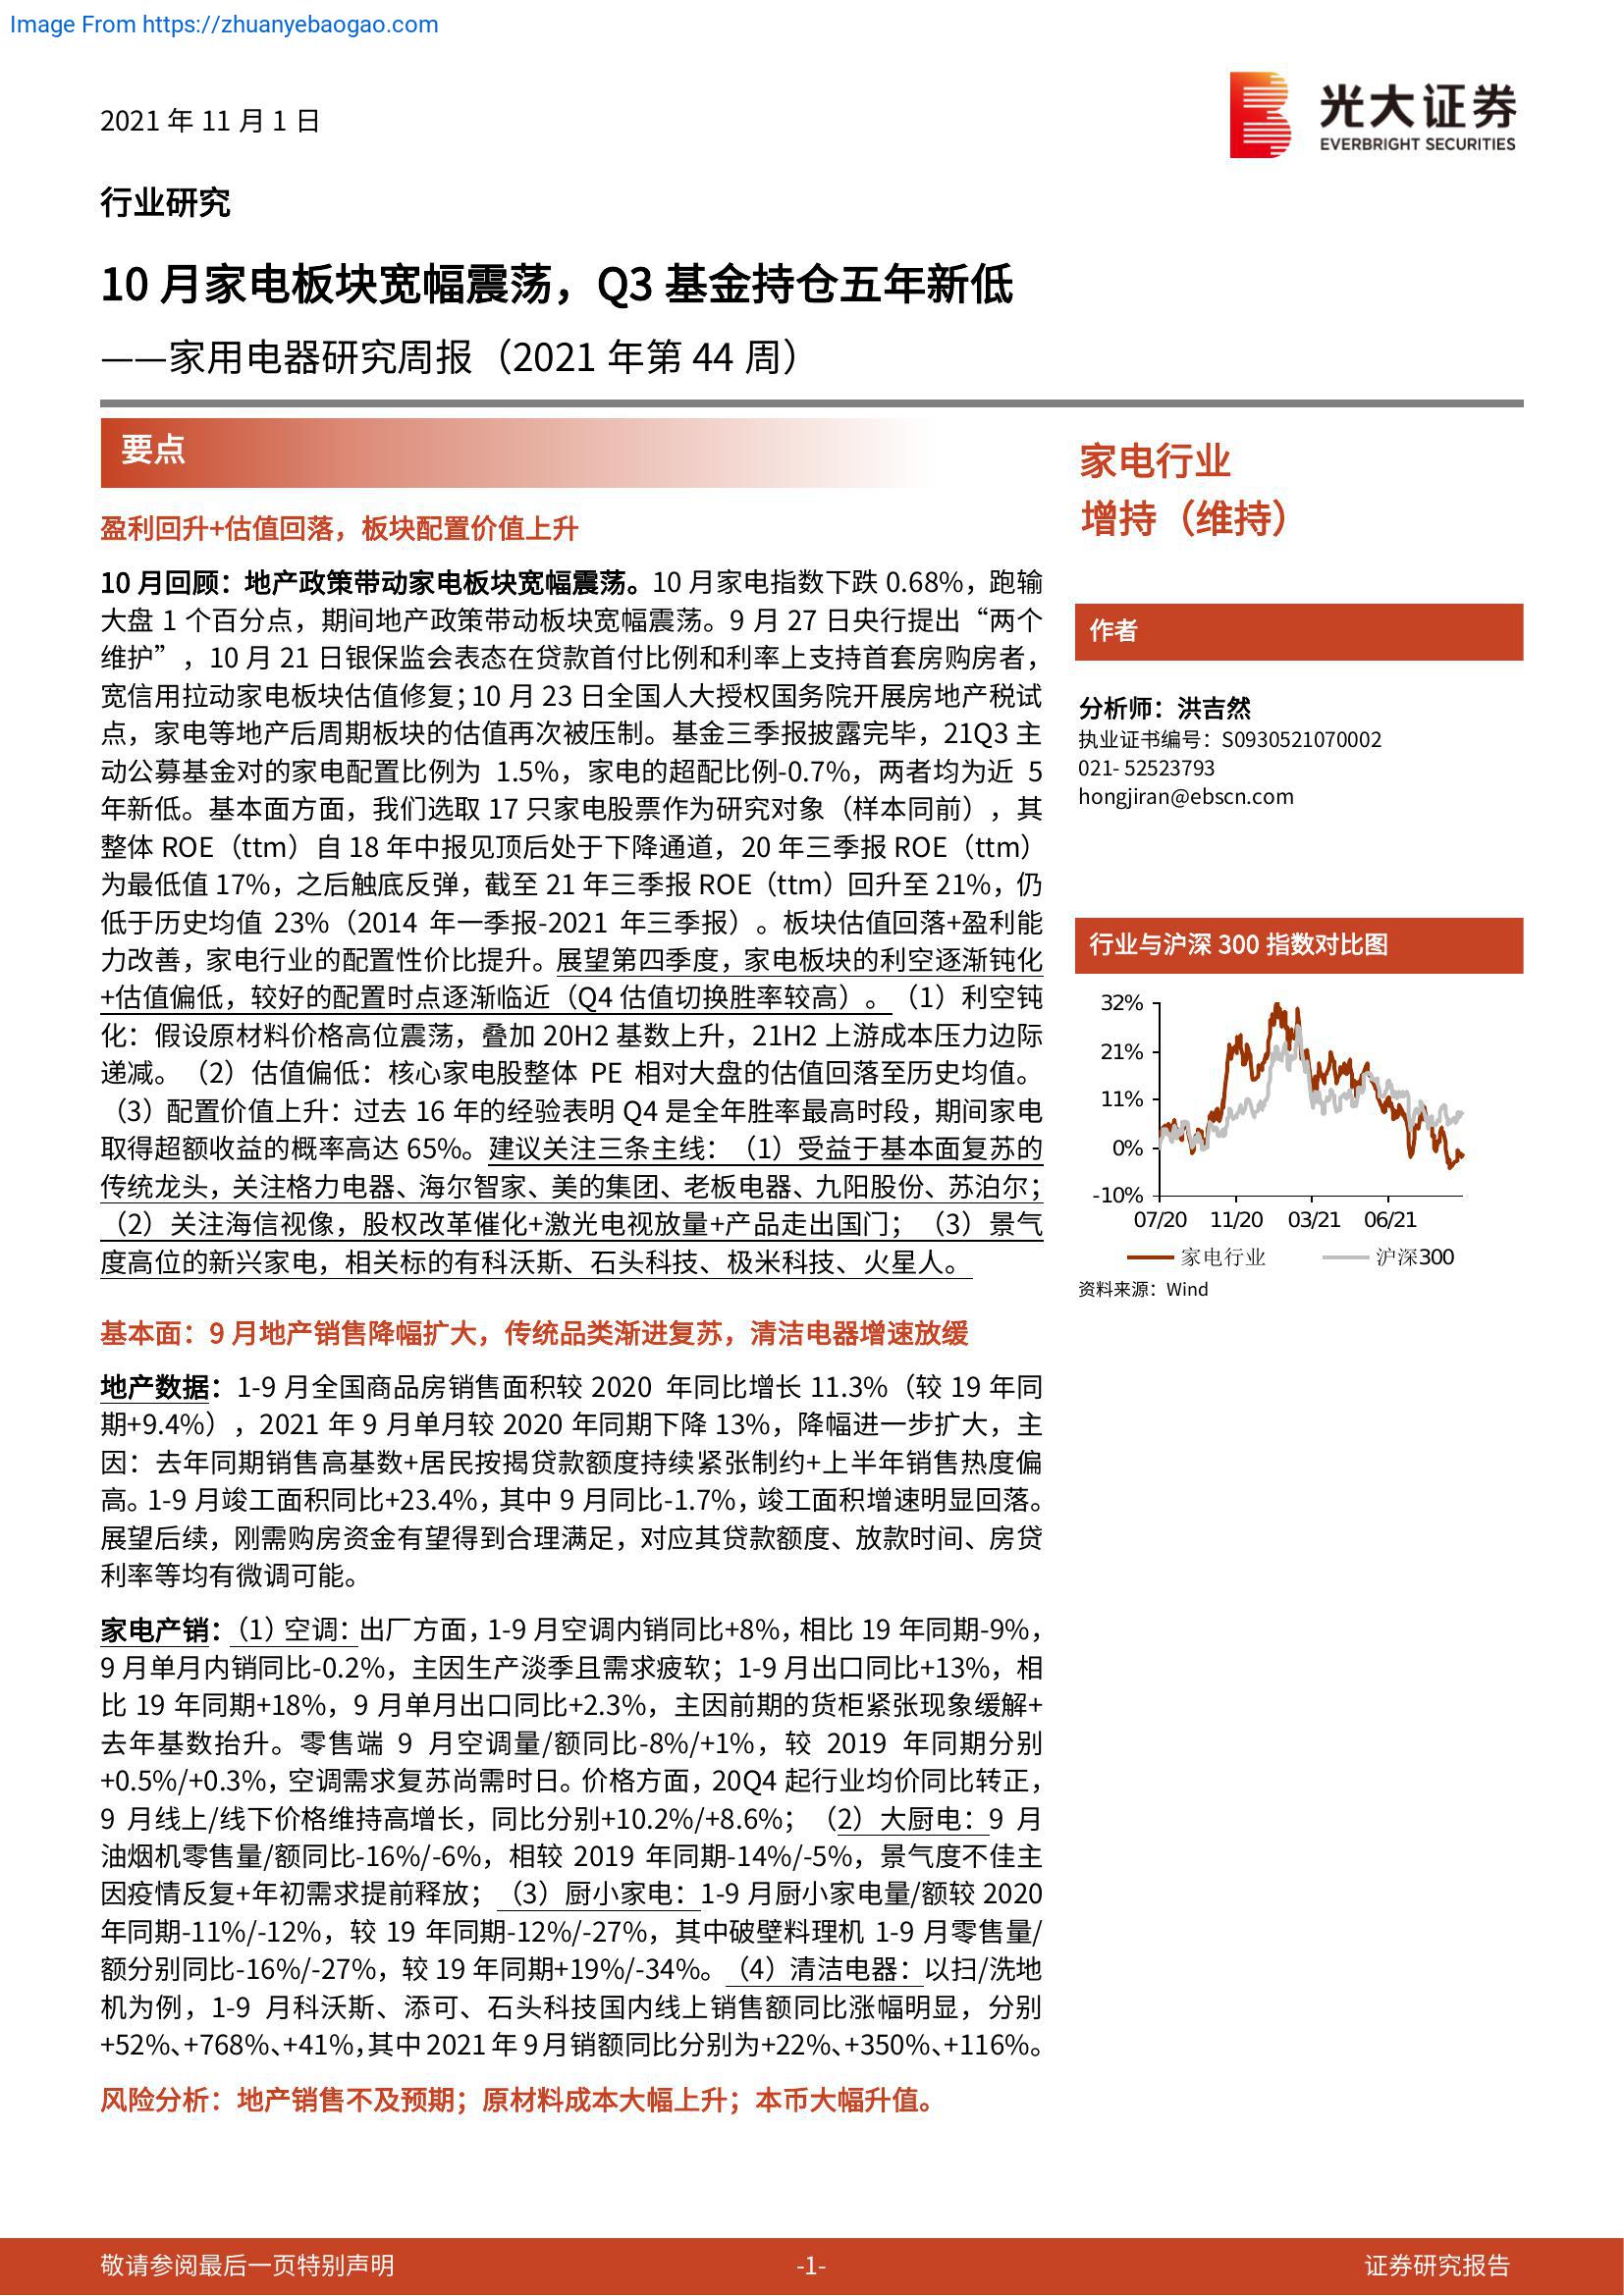 Image From https://zhuanyebaogao.com
2021 年 11 月 1 日
光大证券
EVERBRIGHT SECURITIES
行业研究
10 月家电板块宽幅震荡，Q3 基金持仓五年新低
——家用电器研究周报（2021 年第 44 周）
要点
盈利回升+估值回落，板块配置价值上升
10 月回顾：地产政策带动家电板块宽幅震荡。10 月家电指数下跌 0.68%，跑输
大盘 1 个百分点，期间地产政策带动板块宽幅震荡。9 月 27 日央行提出“两个
维护”，10 月 21 日银保监会表态在贷款首付比例和利率上支持首套房购房者，
宽信用拉动家电板块估值修复；10 月 23 日全国人大授权国务院开展房地产税试
点，家电等地产后周期板块的估值再次被压制。基金三季报披露完毕，21Q3 主
动公募基金对的家电配置比例为 1.5%，家电的超配比例-0.7%，两者均为近 5
年新低。基本面方面，我们选取 17 只家电股票作为研究对象（样本同前），其
整体 ROE（ttm）自 18 年中报见顶后处于下降通道，20 年三季报 ROE（ttm）
为最低值 17%，之后触底反弹，截至 21 年三季报 ROE（ttm）回升至 21%，仍
低于历史均值 23%（2014 年一季报-2021 年三季报）。板块估值回落+盈利能
力改善，家电行业的配置性价比提升。展望第四季度，家电板块的利空逐渐钝化
+估值偏低，较好的配置时点逐渐临近（Q4 估值切换胜率较高）。（1）利空钝
化：假设原材料价格高位震荡，叠加 20H2 基数上升，21H2 上游成本压力边际
递减。（2）估值偏低：核心家电股整体 PE 相对大盘的估值回落至历史均值。
（3）配置价值上升：过去 16 年的经验表明 Q4 是全年胜率最高时段，期间家电
取得超额收益的概率高达 65%。建议关注三条主线：（1）受益于基本面复苏的
传统龙头，关注格力电器、海尔智家、美的集团、老板电器、九阳股份、苏泊尔；
（2）关注海信视像，股权改革催化+激光电视放量+产品走出国门；（3）景气
度高位的新兴家电，相关标的有科沃斯、石头科技、极米科技、火星人。
基本面：9 月地产销售降幅扩大，传统品类渐进复苏，清洁电器增速放缓
地产数据：1-9 月全国商品房销售面积较 2020 年同比增长 11.3%（较 19 年同
期+9.4%），2021 年 9 月单月较 2020 年同期下降 13%，降幅进一步扩大，主
因：去年同期销售高基数+居民按揭贷款额度持续紧张制约+上半年销售热度偏
高。1-9 月竣工面积同比+23.4%，其中 9 月同比-1.7%，竣工面积增速明显回落。
展望后续，刚需购房资金有望得到合理满足，对应其贷款额度、放款时间、房贷
利率等均有微调可能。
家电产销：（1）空调：出厂方面，1-9 月空调内销同比+8%，相比 19 年同期-9%，
9 月单月内销同比-0.2%，主因生产淡季且需求疲软；1-9 月出口同比+13%，相
比 19 年同期+18%，9 月单月出口同比+2.3%，主因前期的货柜紧张现象缓解+
去年基数抬升。零售端 9 月空调量/额同比-8%/+1%，较 2019 年同期分别
+0.5%/+0.3%，空调需求复苏尚需时日。价格方面，20Q4 起行业均价同比转正，
9 月线上/线下价格维持高增长，同比分别+10.2%/+8.6%；（2）大厨电：9 月
油烟机零售量/额同比-16%/-6%，相较 2019 年同期-14%/-5%，景气度不佳主
因疫情反复+年初需求提前释放；（3）厨小家电：1-9 月厨小家电量/额较 2020
年同期-11%/-12%，较 19 年同期-12%/-27%，其中破壁料理机 1-9 月零售量/
额分别同比-16%/-27%，较 19 年同期+19%/-34%。（4）清洁电器：以扫/洗地
机为例，1-9 月科沃斯、添可、石头科技国内线上销售额同比涨幅明显，分别
+52%、+768%、+41%，其中 2021 年 9 月销额同比分别为+22%、+350%、+116%。
风险分析：地产销售不及预期；原材料成本大幅上升；本币大幅升值。
家电行业
增持（维持）
作者
分析师：洪吉然
执业证书编号：S0930521070002
021- 52523793
hongjiran@ebscn.com
行业与沪深 300 指数对比图
32%
21%
11%
0%
-10%
07/20 11/20 03/21 06/21
家电行业 沪深300
资料来源：Wind
敬请参阅最后一页特别声明 -1- 证券研究报告